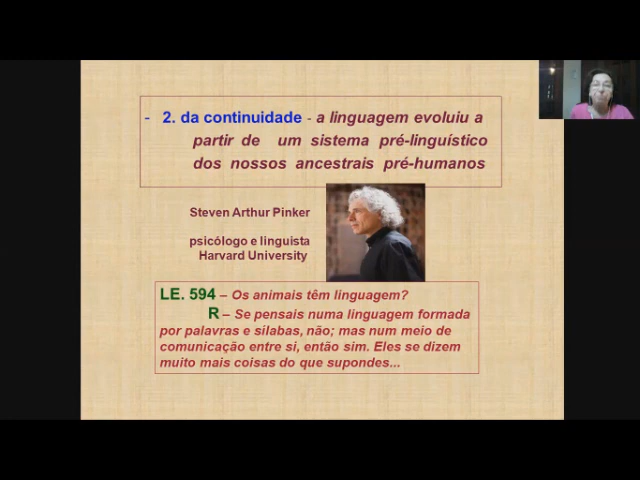 - 2. da continuidade - a linguagem evoluiu a
partir de um sistema pré-linguístico
dos nossos ancestrais pré-humanos
Steven Arthur Pinker
psicólogo e linguista
Harvard University
LE. 594 – Os animais têm linguagem?
R – Se pensais numa linguagem formada
por palavras e sílabas, não; mas num meio de
comunicação entre si, então sim. Eles se dizem
muito mais coisas do que supondes...